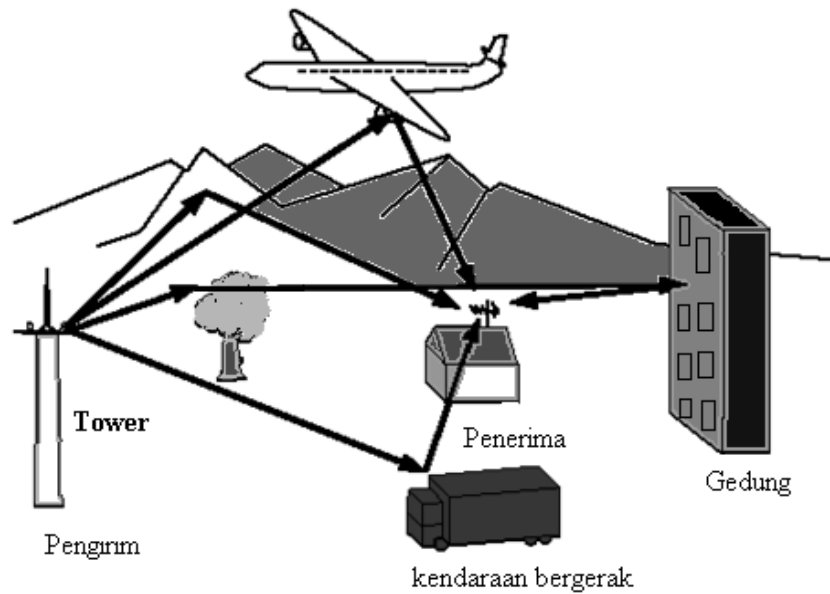 Tower
Pengirim
Penerima
Gedung
kendaraan bergerak